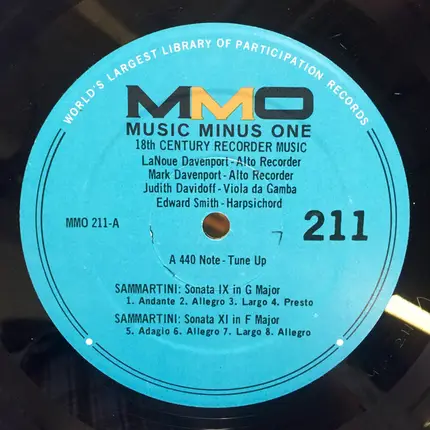 WORLD'S LARGEST LIBRARY OF PARTICIPATION RECORDS
MMO
MUSIC MINUS ONE
18th CENTURY RECORDER MUSIC
LaNoue Davenport - Alto Recorder
Mark Davenport - Alto Recorder
Judith Davidoff - Viola da Gamba
Edward Smith - Harpsichord
MMO 211-A
211
A 440 Note - Tune Up
SAMMARTINI: Sonata IX in G Major
1. Andante 2. Allegro 3. Largo 4. Presto
SAMMARTINI: Sonata XI in F Major
5. Adagio 6. Allegro 7. Largo 8. Allegro